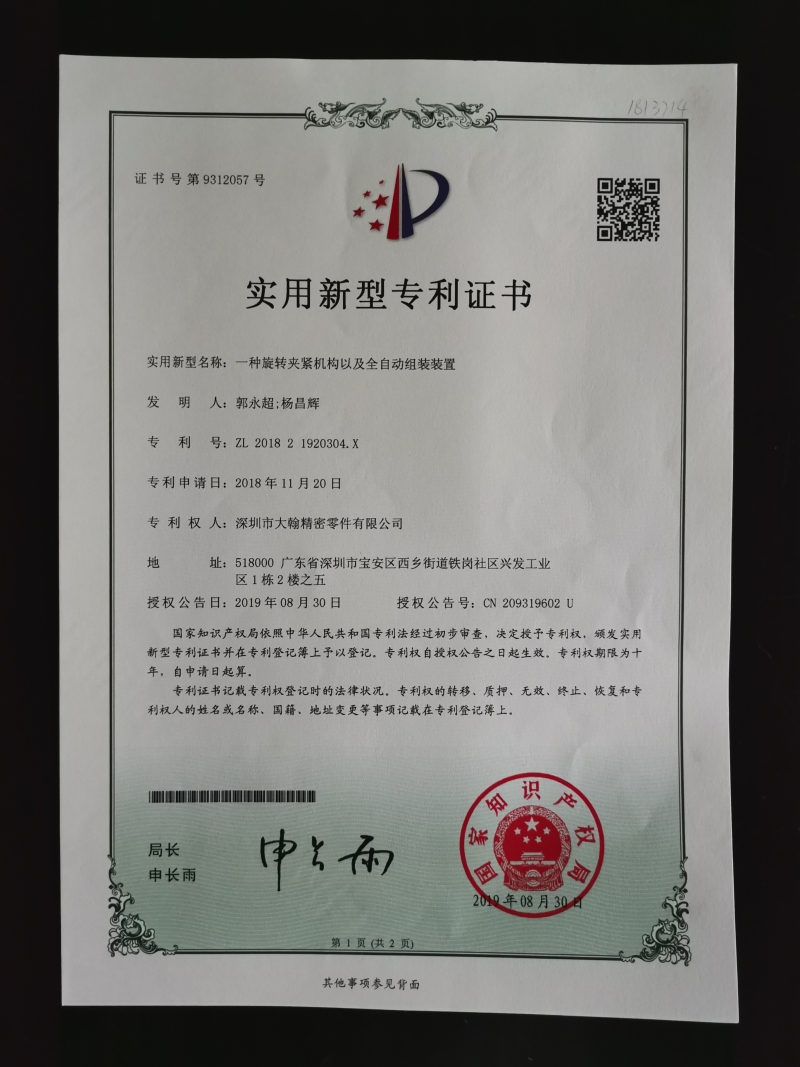 1813714
证书号第9312057号
实用新型专利证书
实用新型名称：一种旋转夹紧机构以及全自动组装装置
发明人：郭永超;杨昌辉
专利号：ZL 2018 2 1920304.X
专利申请日：2018年11月20日
专利权人：深圳市大翰精密零件有限公司
地址：518000 广东省深圳市宝安区西乡街道铁岗社区兴发工业
区1栋2楼之五
授权公告日：2019年08月30日 授权公告号：CN 209319602 U
国家知识产权局依照中华人民共和国专利法经过初步审查，决定授予专利权，颁发实用
新型专利证书并在专利登记簿上予以登记。专利权自授权公告之日起生效。专利权期限为十
年，自申请日起算。
专利证书记载专利权登记时的法律状况。专利权的转移、质押、无效、终止、恢复和专
利权人的姓名或名称、国籍、地址变更等事项记载在专利登记簿上。
局长
申长雨
申长雨
国家知识产权局
2019年08月30日
第1页(共2页)
其他事项参见背面